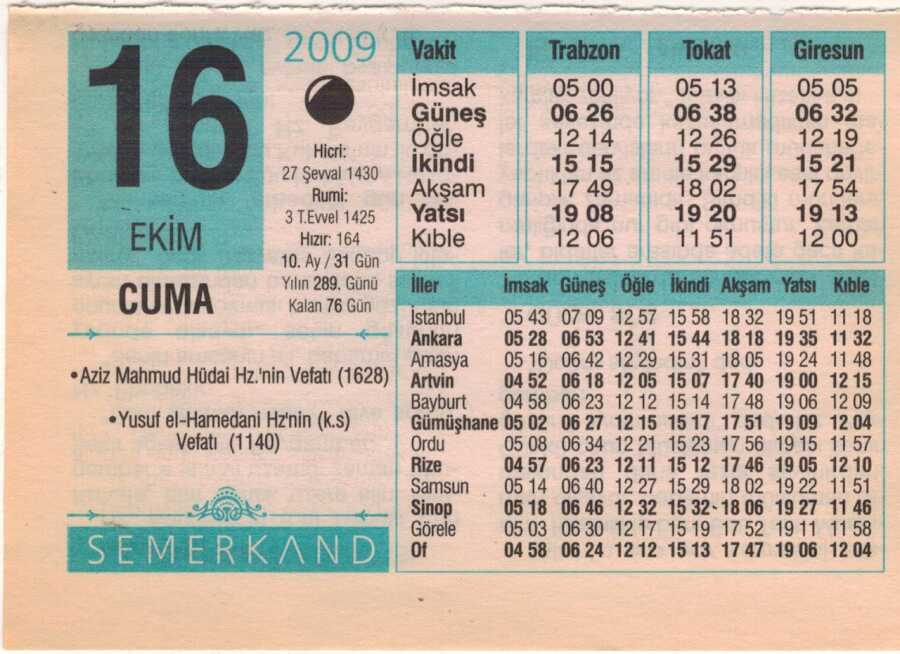 16
EKİM
CUMA
2009
Hicri:
27 Şevval 1430
Rumi:
3 T.Evvel 1425
Hızır: 164
10. Ay / 31 Gün
Yılın 289. Günü
Kalan 76 Gün
•Aziz Mahmud Hüdai Hz.'nin Vefatı (1628)
•Yusuf el-Hamedani Hz'nin (k.s)
Vefatı (1140)
SEMERKAND
Vakit Trabzon Tokat Giresun
İmsak 05 00 05 13 05 05
Güneş 06 26 06 38 06 32
Öğle 12 14 12 26 12 19
İkindi 15 15 15 29 15 21
Akşam 17 49 18 02 17 54
Yatsı 19 08 19 20 19 13
Kıble 12 06 11 51 12 00
İller İmsak Güneş Öğle İkindi Akşam Yatsı Kıble
İstanbul 05 43 07 09 12 57 15 58 18 32 19 51 11 18
Ankara 05 28 06 53 12 41 15 44 18 18 19 35 11 32
Amasya 05 16 06 42 12 29 15 31 18 05 19 24 11 48
Artvin 04 52 06 18 12 05 15 07 17 40 19 00 12 15
Bayburt 04 58 06 23 12 12 15 14 17 48 19 06 12 09
Gümüşhane 05 02 06 27 12 15 15 17 17 51 19 09 12 04
Ordu 05 08 06 34 12 21 15 23 17 56 19 15 11 57
Rize 04 57 06 23 12 11 15 12 17 46 19 05 12 10
Samsun 05 14 06 40 12 27 15 29 18 02 19 22 11 51
Sinop 05 18 06 46 12 32 15 32 18 06 19 27 11 46
Görele 05 03 06 30 12 17 15 19 17 52 19 11 11 58
Of 04 58 06 24 12 12 15 13 17 47 19 06 12 04